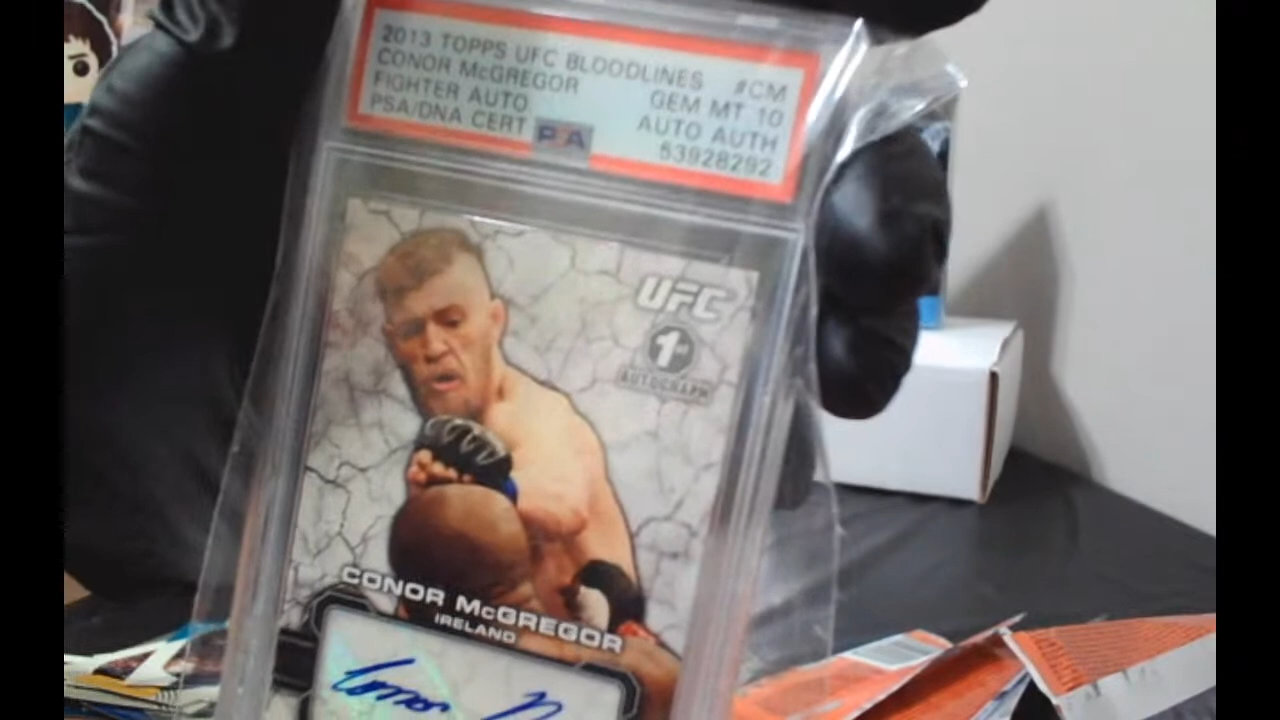 2013 TOPPS UFC BLOODLINES #CM
CONOR McGREGOR GEM MT 10
FIGHTER AUTO AUTO AUTH
PSA/DNA CERT PSA 53928292
UFC
1st
AUTOGRAPH
CONOR McGREGOR
IRELAND
Conor